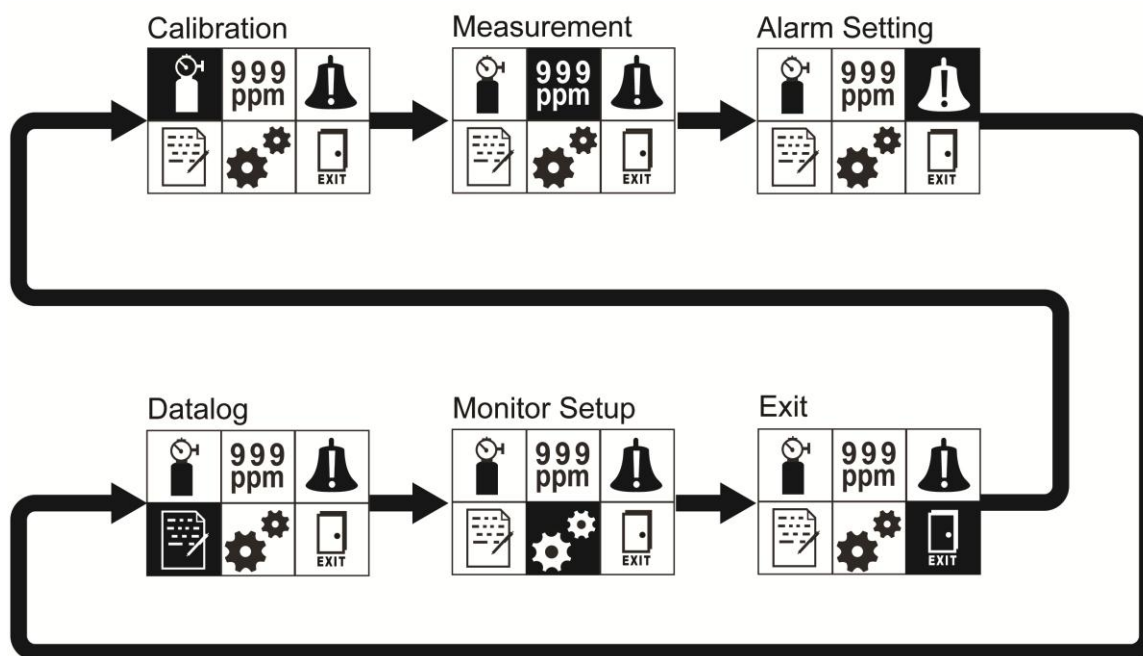 Calibration
Measurement
Alarm Setting
999
ppm
EXIT
999
ppm
EXIT
999
ppm
EXIT
Datalog
Monitor Setup
Exit
999
ppm
EXIT
999
ppm
EXIT
999
ppm
EXIT